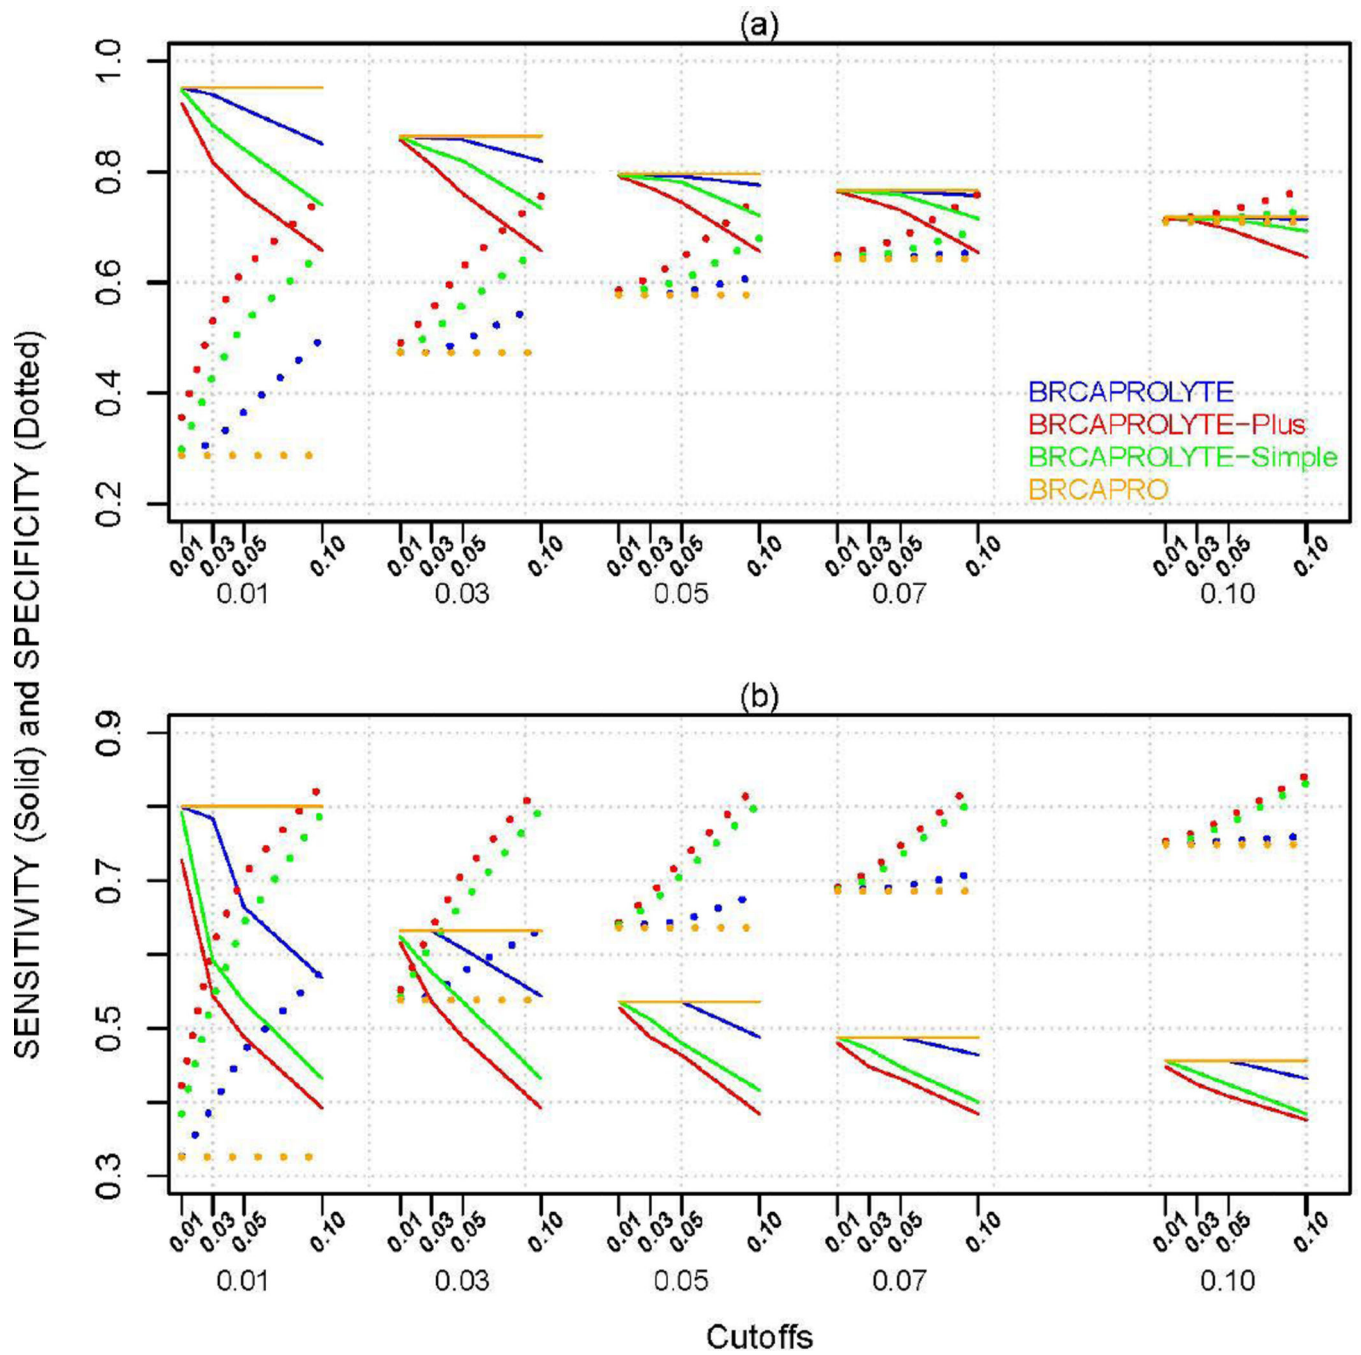 (a)
1.0
0.8
0.6
0.4
0.2
BRCAPROLYTE
BRCAPROLYTE-Plus
BRCAPROLYTE-Simple
BRCAPRO
0.01 0.03 0.05 0.10 0.01 0.03 0.05 0.10 0.01 0.03 0.05 0.10 0.01 0.03 0.05 0.10 0.01 0.03 0.05 0.10
0.01 0.03 0.05 0.07 0.10
SENSITIVITY (Solid) and SPECIFICITY (Dotted)
(b)
0.9
0.7
0.5
0.3
0.01 0.03 0.05 0.10 0.01 0.03 0.05 0.10 0.01 0.03 0.05 0.10 0.01 0.03 0.05 0.10 0.01 0.03 0.05 0.10
0.01 0.03 0.05 0.07 0.10
Cutoffs